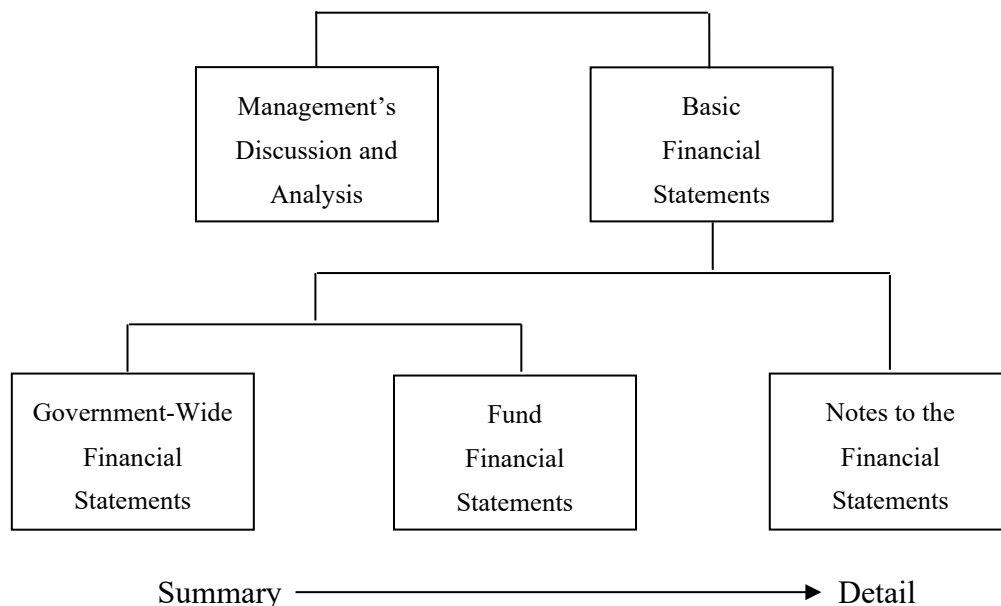 Management’s
Discussion and
Analysis
Basic
Financial
Statements
Government-Wide
Financial
Statements
Fund
Financial
Statements
Notes to the
Financial
Statements
Summary
Detail